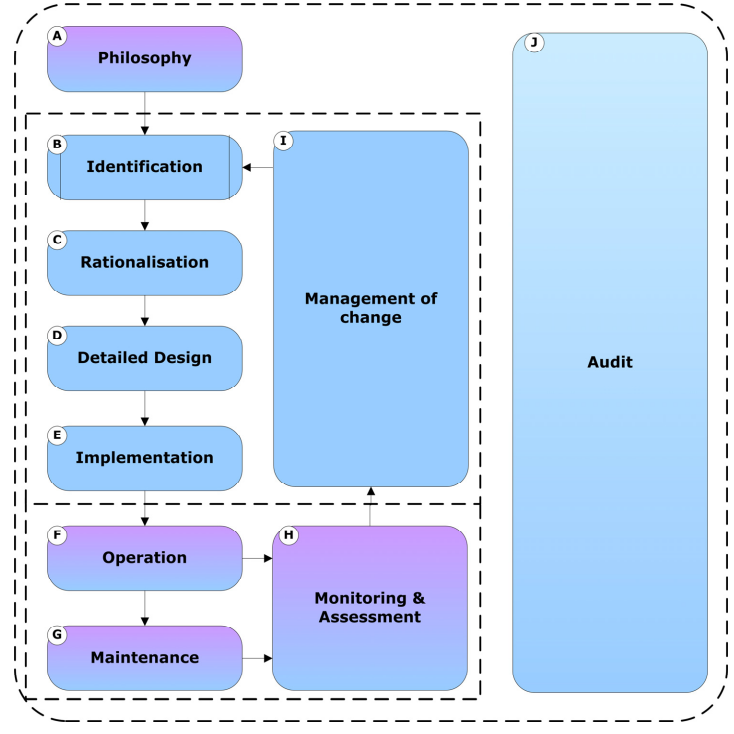 A
Philosophy
B
Identification
C
Rationalisation
D
Detailed Design
E
Implementation
F
Operation
G
Maintenance
H
Monitoring &
Assessment
I
Management of
change
J
Audit